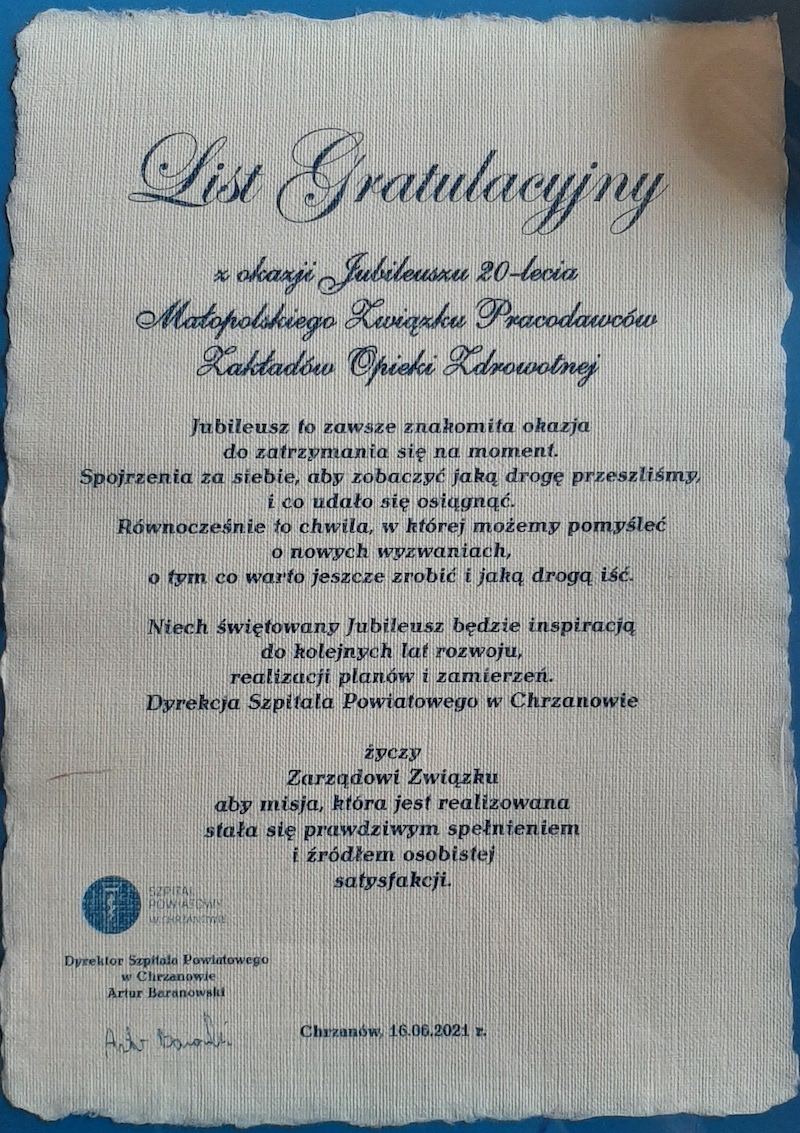 List Gratulacyjny
z okazji Jubileuszu 20-lecia
Małopolskiego Związku Pracodawców
Zakładów Opieki Zdrowotnej
Jubileusz to zawsze znakomita okazja
do zatrzymania się na moment.
Spojrzenia za siebie, aby zobaczyć jaką drogę przeszliśmy,
i co udało się osiągnąć.
Równocześnie to chwila, w której możemy pomyśleć
o nowych wyzwaniach,
o tym co warto jeszcze zrobić i jaką drogą iść.
Niech świętowany Jubileusz będzie inspiracją
do kolejnych lat rozwoju,
realizacji planów i zamierzeń.
Dyrekcja Szpitala Powiatowego w Chrzanowie
życzy
Zarządowi Związku
aby misja, która jest realizowana
stała się prawdziwym spełnieniem
i źródłem osobistej
satysfakcji.
SZPITAL
POWIATOWY
W CHRZANOWIE
Dyrektor Szpitala Powiatowego
w Chrzanowie
Artur Baranowski
Chrzanów, 16.06.2021 r.